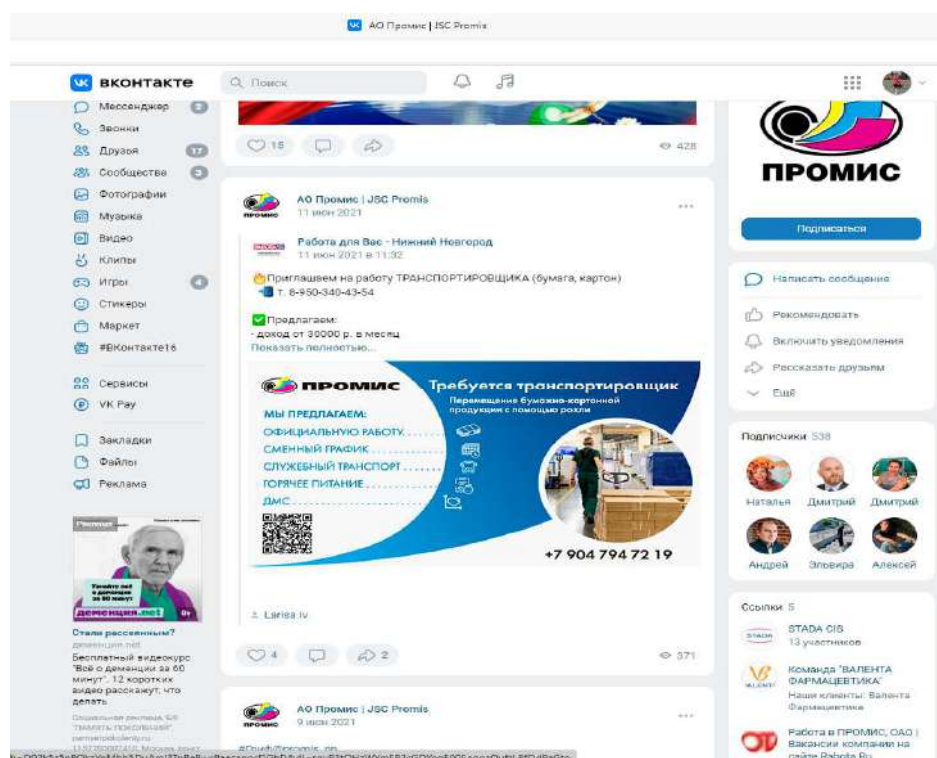 АО Промис | JSC Promis
вконтакте
Поиск
Мессенджер
Звонки
Друзья 17
Сообщества 3
Фотографии
Музыка
Видео
Клипы
Игры 4
Стикеры
Маркет
#ВКонтакте16
Сервисы
VK Pay
Закладки
Файлы
Реклама
деменция.net 0+
Стали рассеянным?
деменция.net
Бесплатный видеокурс
"Всё о деменции за 60
минут". 12 коротких
видео расскажут, что
делать
15
428
АО Промис | JSC Promis
11 июн 2021
Работа для Вас - Нижний Новгород
11 июн 2021 в 11:32
Приглашаем на работу ТРАНСПОРТИРОВЩИКА (бумага, картон)
т. 8-950-340-43-54
Предлагаем:
- доход от 30000 р. в месяц
Показать полностью...
ПРОМИС
Требуется транспортировщик
Перемещение бумажно-картонной
продукции с помощью рохли
МЫ ПРЕДЛАГАЕМ:
ОФИЦИАЛЬНУЮ РАБОТУ
СМЕННЫЙ ГРАФИК
СЛУЖЕБНЫЙ ТРАНСПОРТ
ГОРЯЧЕЕ ПИТАНИЕ
ДМС
+7 904 794 72 19
Larisa Iv
4
2
371
АО Промис | JSC Promis
9 июн 2021
ПРОМИС
Подписаться
Написать сообщение
Рекомендовать
Включить уведомления
Рассказать друзьям
Ещё
Подписчики 538
Наталья Дмитрий Дмитрий
Андрей Эльвира Алексей
Ссылки 5
STADA CIS
13 участников
Команда "ВАЛЕНТА
ФАРМАЦЕВТИКА"
Наши клиенты: Валента
Фармацевтика
Работа в ПРОМИС, ОАО |
Вакансии компании на